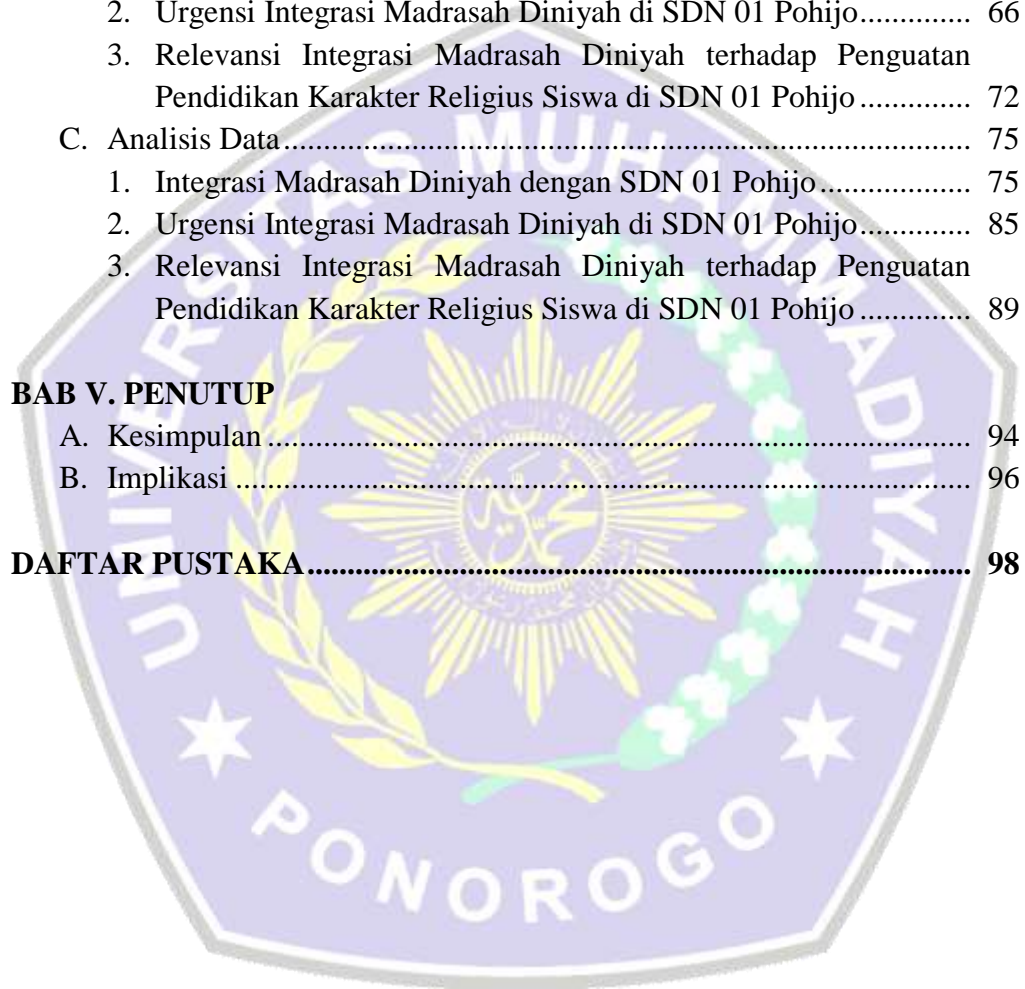 2. Urgensi Integrasi Madrasah Diniyah di SDN 01 Pohijo.............. 66
3. Relevansi Integrasi Madrasah Diniyah terhadap Penguatan
Pendidikan Karakter Religius Siswa di SDN 01 Pohijo.............. 72
C. Analisis Data.................................................................................... 75
1. Integrasi Madrasah Diniyah dengan SDN 01 Pohijo.................. 75
2. Urgensi Integrasi Madrasah Diniyah di SDN 01 Pohijo.............. 85
3. Relevansi Integrasi Madrasah Diniyah terhadap Penguatan
Pendidikan Karakter Religius Siswa di SDN 01 Pohijo.............. 89
BAB V. PENUTUP
A. Kesimpulan...................................................................................... 94
B. Implikasi.......................................................................................... 96
DAFTAR PUSTAKA................................................................................. 98
UNIVERSITAS MUHAMMADIYAH
PONOROGO